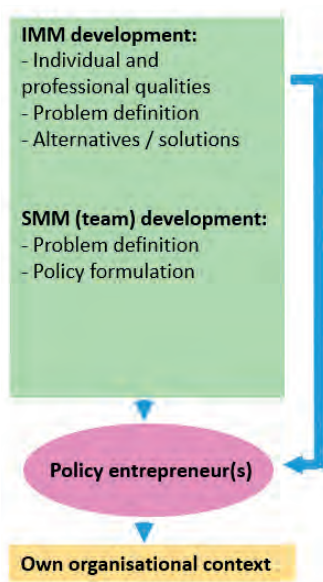 IMM development:
- Individual and
professional qualities
- Problem definition
- Alternatives / solutions
SMM (team) development:
- Problem definition
- Policy formulation
Policy entrepreneur(s)
Own organisational context